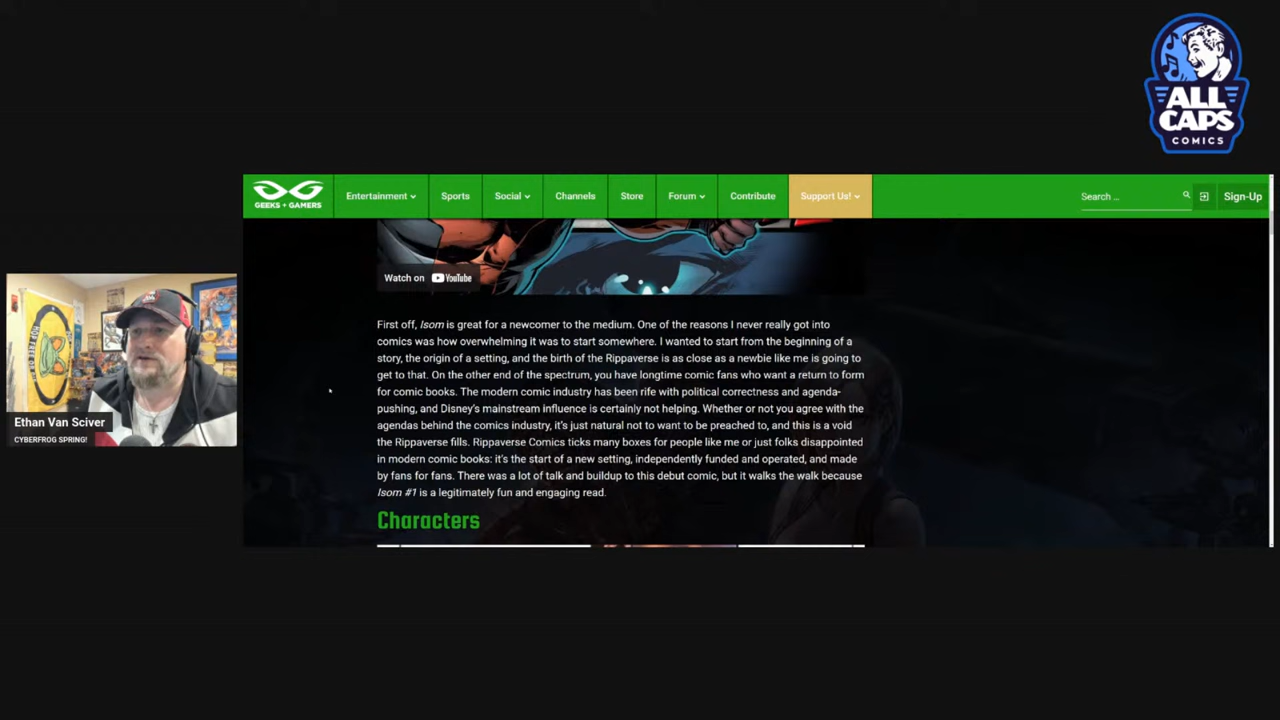 ALL
CAPS
COMICS
GEEKS + GAMERS
Entertainment
Sports
Social
Channels
Store
Forum
Contribute
Support Us!
Search ...
Sign-Up
Watch on YouTube
First off, Isom is great for a newcomer to the medium. One of the reasons I never really got into
comics was how overwhelming it was to start somewhere. I wanted to start from the beginning of a
story, the origin of a setting, and the birth of the Rippaverse is as close as a newbie like me is going to
get to that. On the other end of the spectrum, you have longtime comic fans who want a return to form
for comic books. The modern comic industry has been rife with political correctness and agenda-
pushing, and Disney's mainstream influence is certainly not helping. Whether or not you agree with the
agendas behind the comics industry, it's just natural not to want to be preached to, and this is a void
the Rippaverse fills. Rippaverse Comics ticks many boxes for people like me or just folks disappointed
in modern comic books: it's the start of a new setting, independently funded and operated, and made
by fans for fans. There was a lot of talk and buildup to this debut comic, but it walks the walk because
Isom #1 is a legitimately fun and engaging read.
Characters
Ethan Van Sciver
CYBERFROG SPRING!